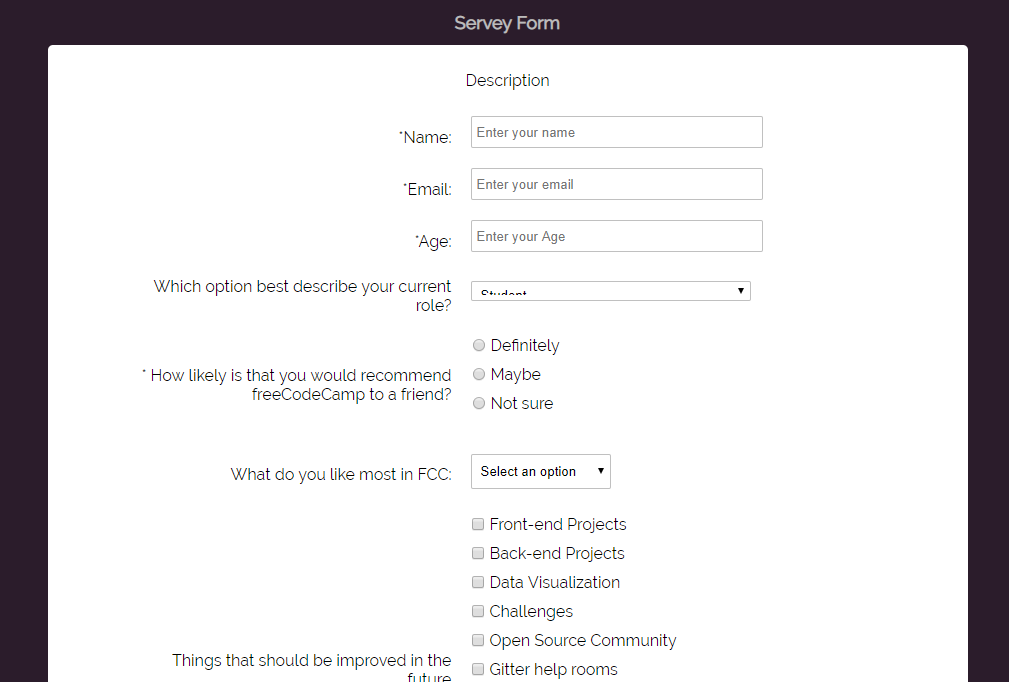 Servey Form
Description
*Name:
Enter your name
*Email:
Enter your email
*Age:
Enter your Age
Which option best describe your current
role?
Student
* How likely is that you would recommend
freeCodeCamp to a friend?
Definitely
Maybe
Not sure
What do you like most in FCC:
Select an option
Things that should be improved in the
future
Front-end Projects
Back-end Projects
Data Visualization
Challenges
Open Source Community
Gitter help rooms